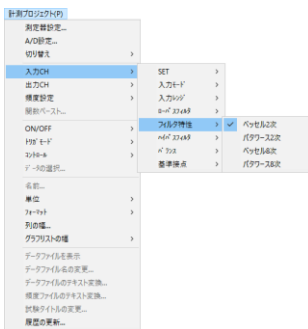 計測プロジェクト(P)
測定器設定...
A/D設定...
切り替え
入力CH
出力CH
頻度設定
間欠ペースト...
ON/OFF
ﾄﾘｶﾞ ﾓｰﾄﾞ
ｺﾝﾄﾛｰﾙ
データの選択...
名前...
単位
ﾌｫｰﾏｯﾄ
列の幅...
グラフリストの幅
データファイルを表示
データファイル名の変更...
データファイルのテキスト変換...
頻度ファイルのテキスト変換...
試験タイトルの変更...
履歴の更新...
SET
入力ﾓｰﾄﾞ
入力ﾚﾝｼﾞ
ﾛｰﾊﾟｽﾌｨﾙﾀ
フィルタ特性
ﾊｲﾊﾟｽﾌｨﾙﾀ
ﾊﾞﾗﾝｽ
基準接点
ベッセル2次
バタワース2次
ベッセル8次
バタワース8次